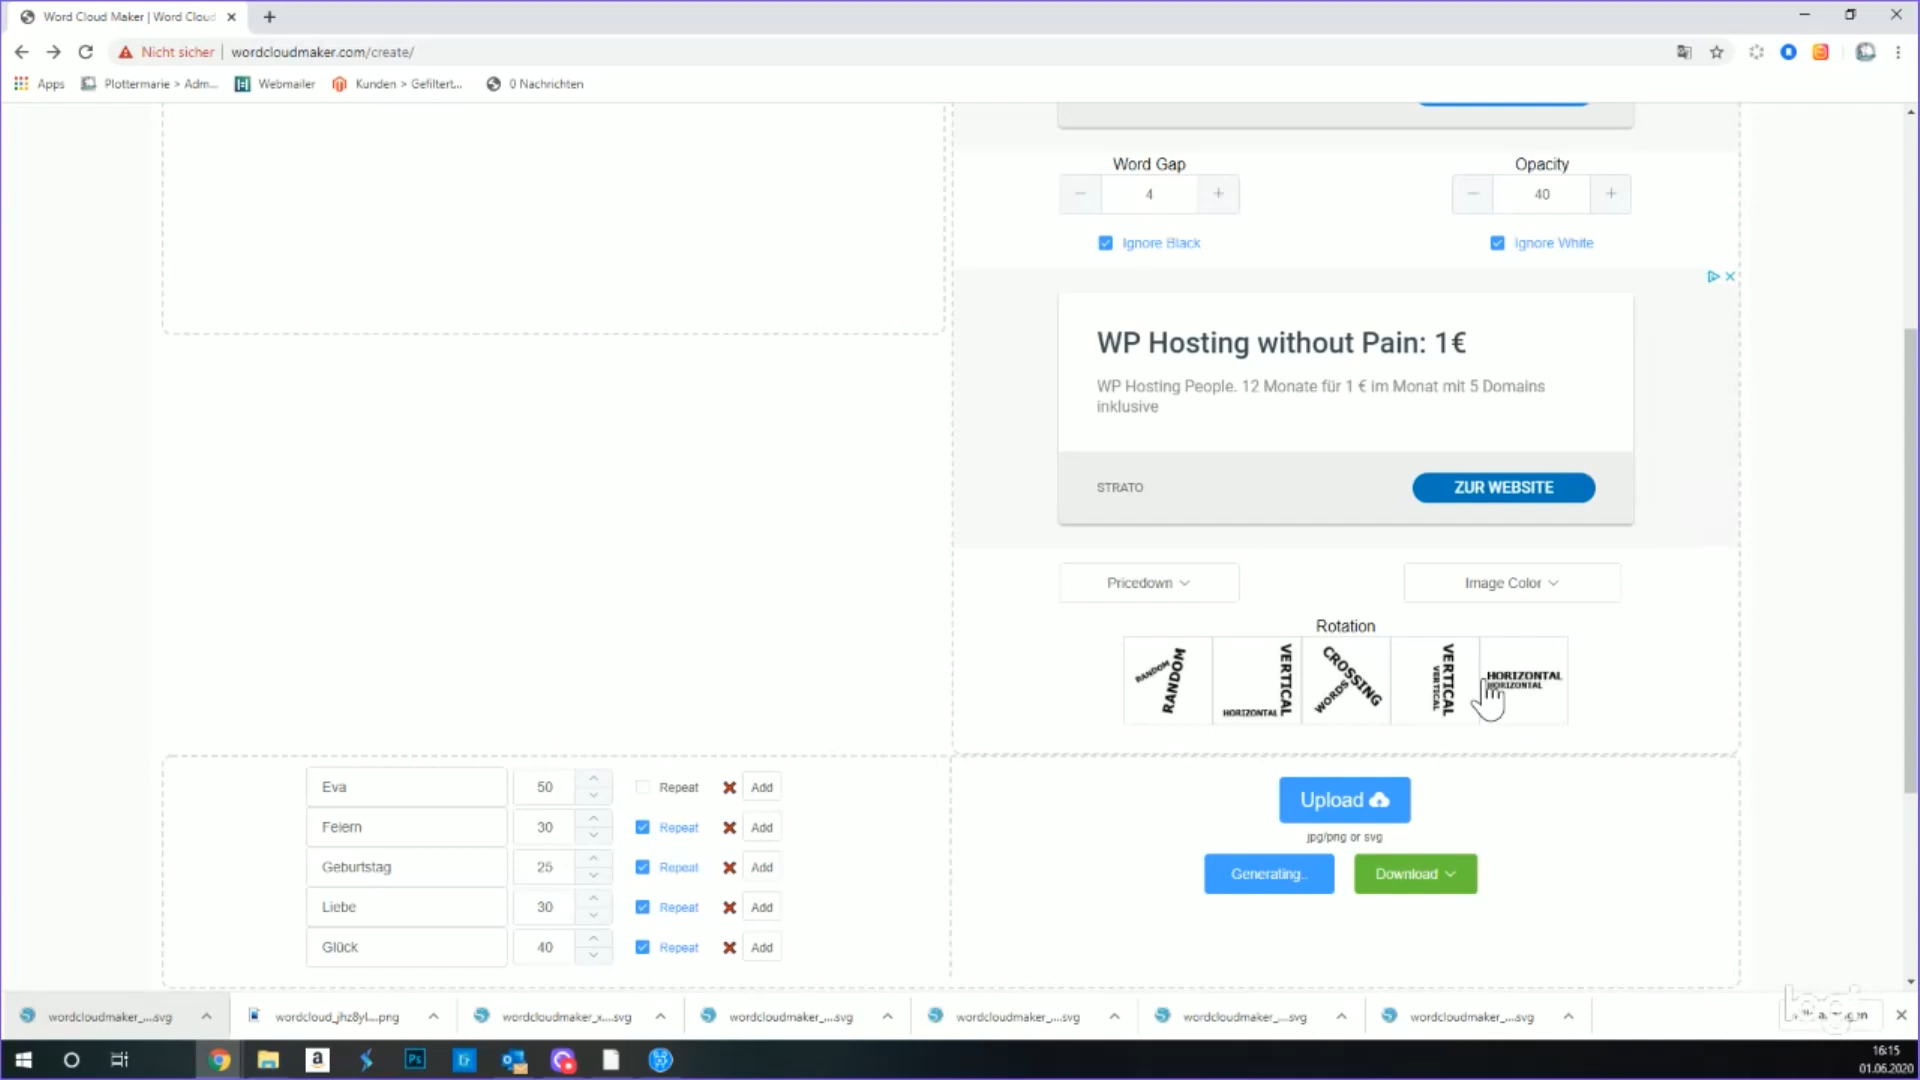 Word Cloud Maker | Word Cloud
Nicht sicher | wordcloudmaker.com/create/
Apps
Plottermarie > Adm...
Webmailer
Kunden > Gefiltert...
0 Nachrichten
Word Gap
Opacity
4
40
Ignore Black
Ignore White
WP Hosting without Pain: 1€
WP Hosting People. 12 Monate für 1 € im Monat mit 5 Domains
inklusive
STRATO
ZUR WEBSITE
Pricedown
Image Color
Rotation
RANDOM RANDOM
VERTICAL HORIZONTAL
CROSSING WORDS
VERTICAL VERTICAL
HORIZONTAL HORIZONTAL
Eva 50 Repeat Add
Feiern 30 Repeat Add
Geburtstag 25 Repeat Add
Liebe 30 Repeat Add
Glück 40 Repeat Add
Upload
jpg/png or svg
Generating..
Download
wordcloudmaker_....svg
wordcloud_jhz8yl....png
wordcloudmaker_x....svg
wordcloudmaker_....svg
wordcloudmaker_....svg
wordcloudmaker_....svg
wordcloudmaker_....svg
16:15
01.06.2020